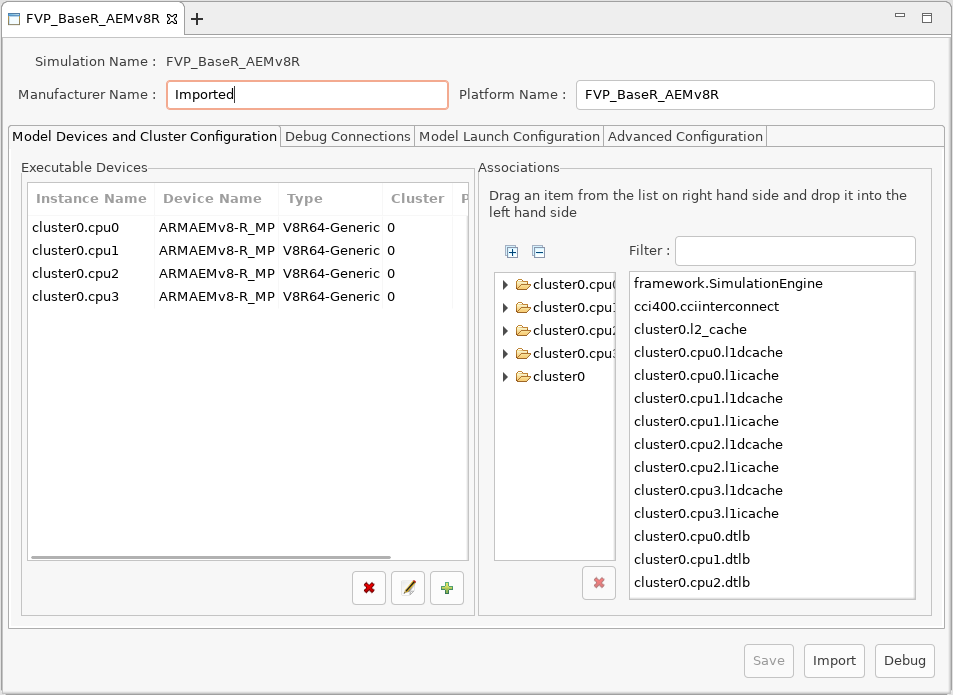 FVP_BaseR_AEMv8R
Simulation Name : FVP_BaseR_AEMv8R
Manufacturer Name : Imported Platform Name : FVP_BaseR_AEMv8R
Model Devices and Cluster Configuration Debug Connections Model Launch Configuration Advanced Configuration
Executable Devices
Instance Name Device Name Type Cluster P
cluster0.cpu0 ARMAEMv8-R_MP V8R64-Generic 0
cluster0.cpu1 ARMAEMv8-R_MP V8R64-Generic 0
cluster0.cpu2 ARMAEMv8-R_MP V8R64-Generic 0
cluster0.cpu3 ARMAEMv8-R_MP V8R64-Generic 0
Associations
Drag an item from the list on right hand side and drop it into the
left hand side
Filter :
cluster0.cpu0
cluster0.cpu1
cluster0.cpu2
cluster0.cpu3
cluster0
framework.SimulationEngine
cci400.cciinterconnect
cluster0.l2_cache
cluster0.cpu0.l1dcache
cluster0.cpu0.l1icache
cluster0.cpu1.l1dcache
cluster0.cpu1.l1icache
cluster0.cpu2.l1dcache
cluster0.cpu2.l1icache
cluster0.cpu3.l1dcache
cluster0.cpu3.l1icache
cluster0.cpu0.dtlb
cluster0.cpu1.dtlb
cluster0.cpu2.dtlb
Save Import Debug